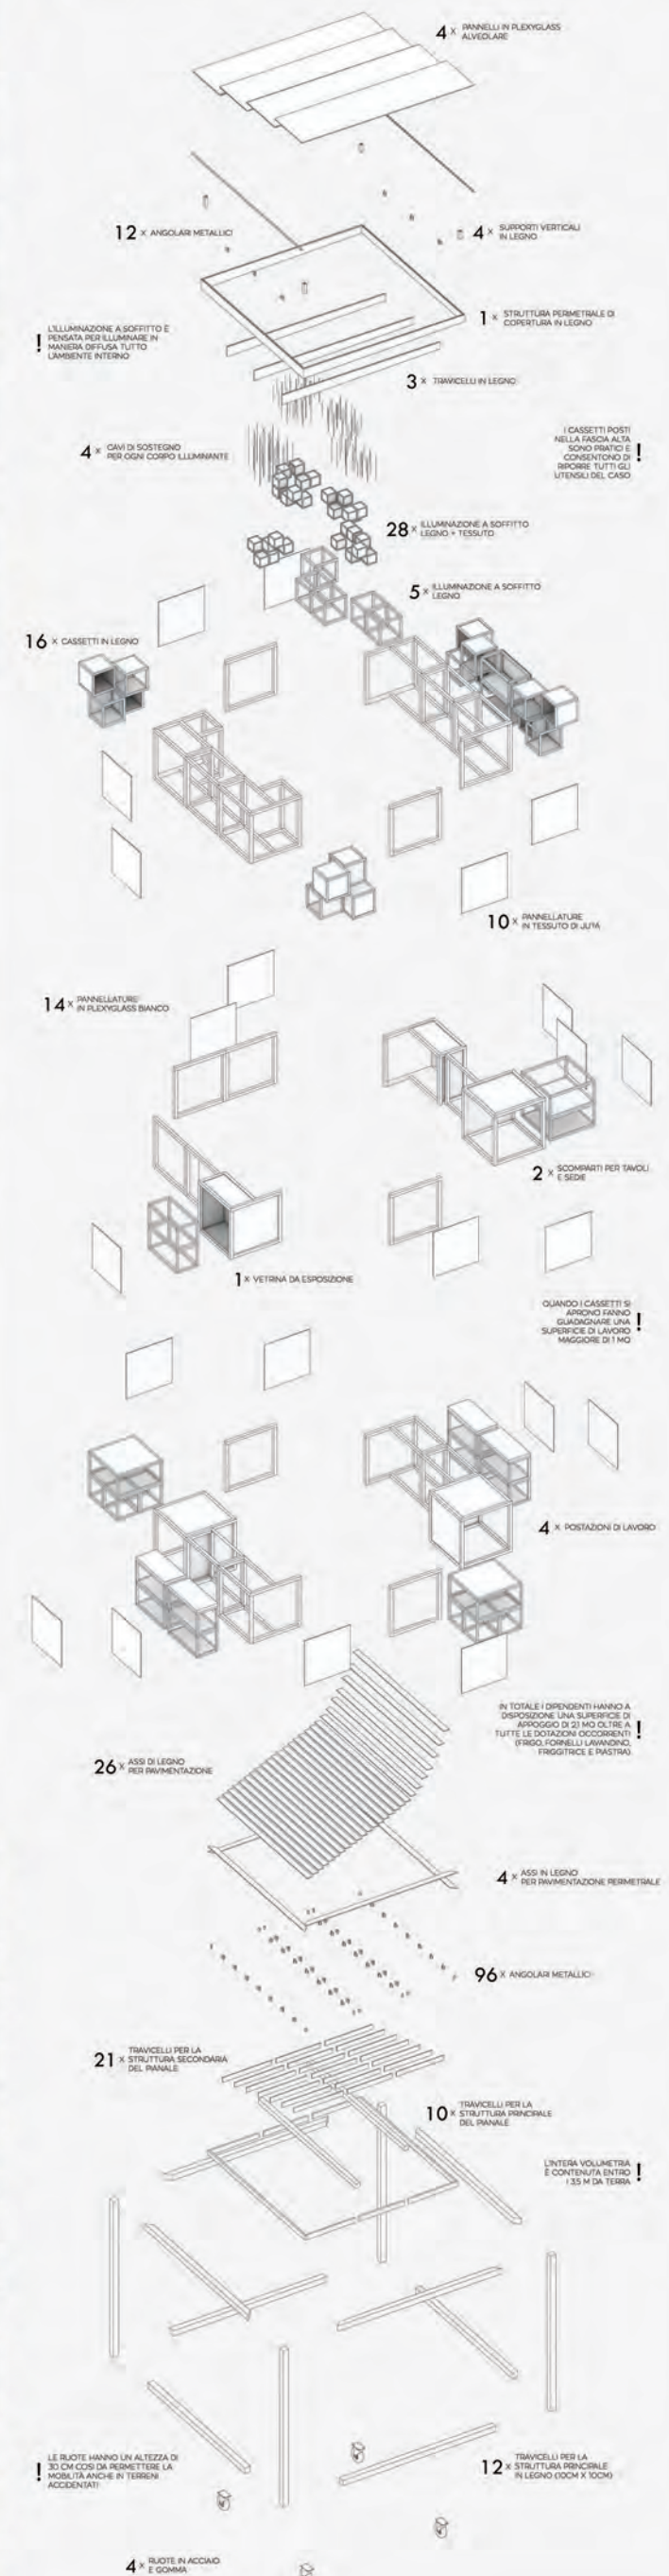 4 × PANNELLI IN PLEXYGLASS
ALVEOLARE
12 × ANGOLARI METALLICI
4 × SUPPORTI VERTICALI
IN LEGNO
1 × STRUTTURA PERIMETRALE DI
COPERTURA IN LEGNO
! L'ILLUMINAZIONE A SOFFITTO È
PENSATA PER ILLUMINARE IN
MANIERA DIFFUSA TUTTO
L'AMBIENTE INTERNO
3 × TRAVICELLI IN LEGNO
4 × CAVI DI SOSTEGNO
PER OGNI CORPO ILLUMINANTE
I CASSETTI POSTI
NELLA FASCIA ALTA
SONO PRATICI E
CONSENTONO DI
RIPORRE TUTTI GLI
UTENSILI DEL CASO !
28 × ILLUMINAZIONE A SOFFITTO
LEGNO + TESSUTO
5 × ILLUMINAZIONE A SOFFITTO
LEGNO
16 × CASSETTI IN LEGNO
10 × PANNELLATURE
IN TESSUTO DI JUTA
14 × PANNELLATURE
IN PLEXYGLASS BIANCO
2 × SCOMPARTI PER TAVOLI
E SEDIE
1 × VETRINA DA ESPOSIZIONE
QUANDO I CASSETTI SI
APRONO FANNO
GUADAGNARE UNA
SUPERFICIE DI LAVORO
MAGGIORE DI 1 MQ !
4 × POSTAZIONI DI LAVORO
IN TOTALE I DIPENDENTI HANNO A
DISPOSIZIONE UNA SUPERFICIE DI
APPOGGIO DI 2,1 MQ OLTRE A
TUTTE LE DOTAZIONI OCCORRENTI
(FRIGO, FORNELLI LAVANDINO,
FRIGGITRICE E PIASTRA) !
26 × ASSI DI LEGNO
PER PAVIMENTAZIONE
4 × ASSI IN LEGNO
PER PAVIMENTAZIONE PERIMETRALE
96 × ANGOLARI METALLICI
21 × TRAVICELLI PER LA
STRUTTURA SECONDARIA
DEL PIANALE
10 × TRAVICELLI PER LA
STRUTTURA PRINCIPALE
DEL PIANALE
L'INTERA VOLUMETRIA
È CONTENUTA ENTRO
I 3,5 M DA TERRA !
! LE RUOTE HANNO UN ALTEZZA DI
30 CM COSI DA PERMETTERE LA
MOBILITÀ ANCHE IN TERRENI
ACCIDENTATI
12 × TRAVICELLI PER LA
STRUTTURA PRINCIPALE
IN LEGNO (10CM X 10CM)
4 × RUOTE IN ACCIAIO
E GOMMA